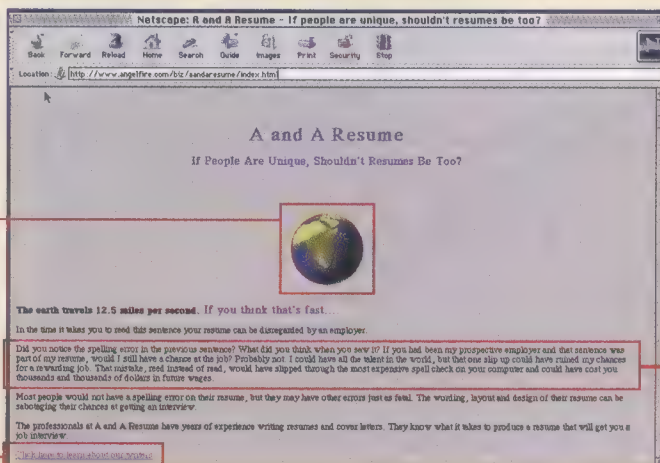 Netscape: A and A Resume - If people are unique, shouldn't resumes be too?
Back Forward Reload Home Search Guide Images Print Security Stop
Location: http://www.angelfire.com/biz/aandaresume/index.html
A and A Resume
If People Are Unique, Shouldn't Resumes Be Too?
The earth travels 12.5 miles per second. If you think that's fast...
In the time it takes you to reed this sentence your resume can be disregarded by an employer.
Did you notice the spelling error in the previous sentence? What did you think when you saw it? If you had been my prospective employer and that sentence was
part of my resume, would I still have a chance at the job? Probably not. I could have all the talent in the world, but that one slip up could have ruined my chances
for a rewarding job. That mistake, reed instead of read, would have slipped through the most expensive spell check on your computer and could have cost you
thousands and thousands of dollars in future wages.
Most people would not have a spelling error on their resume, but they may have other errors just as fatal. The wording, layout and design of their resume can be
sabotaging their chances at getting an interview.
The professionals at A and A Resume have years of experience writing resumes and cover letters. They know what it takes to produce a resume that will get you a
job interview.
Click here to learn about our writers